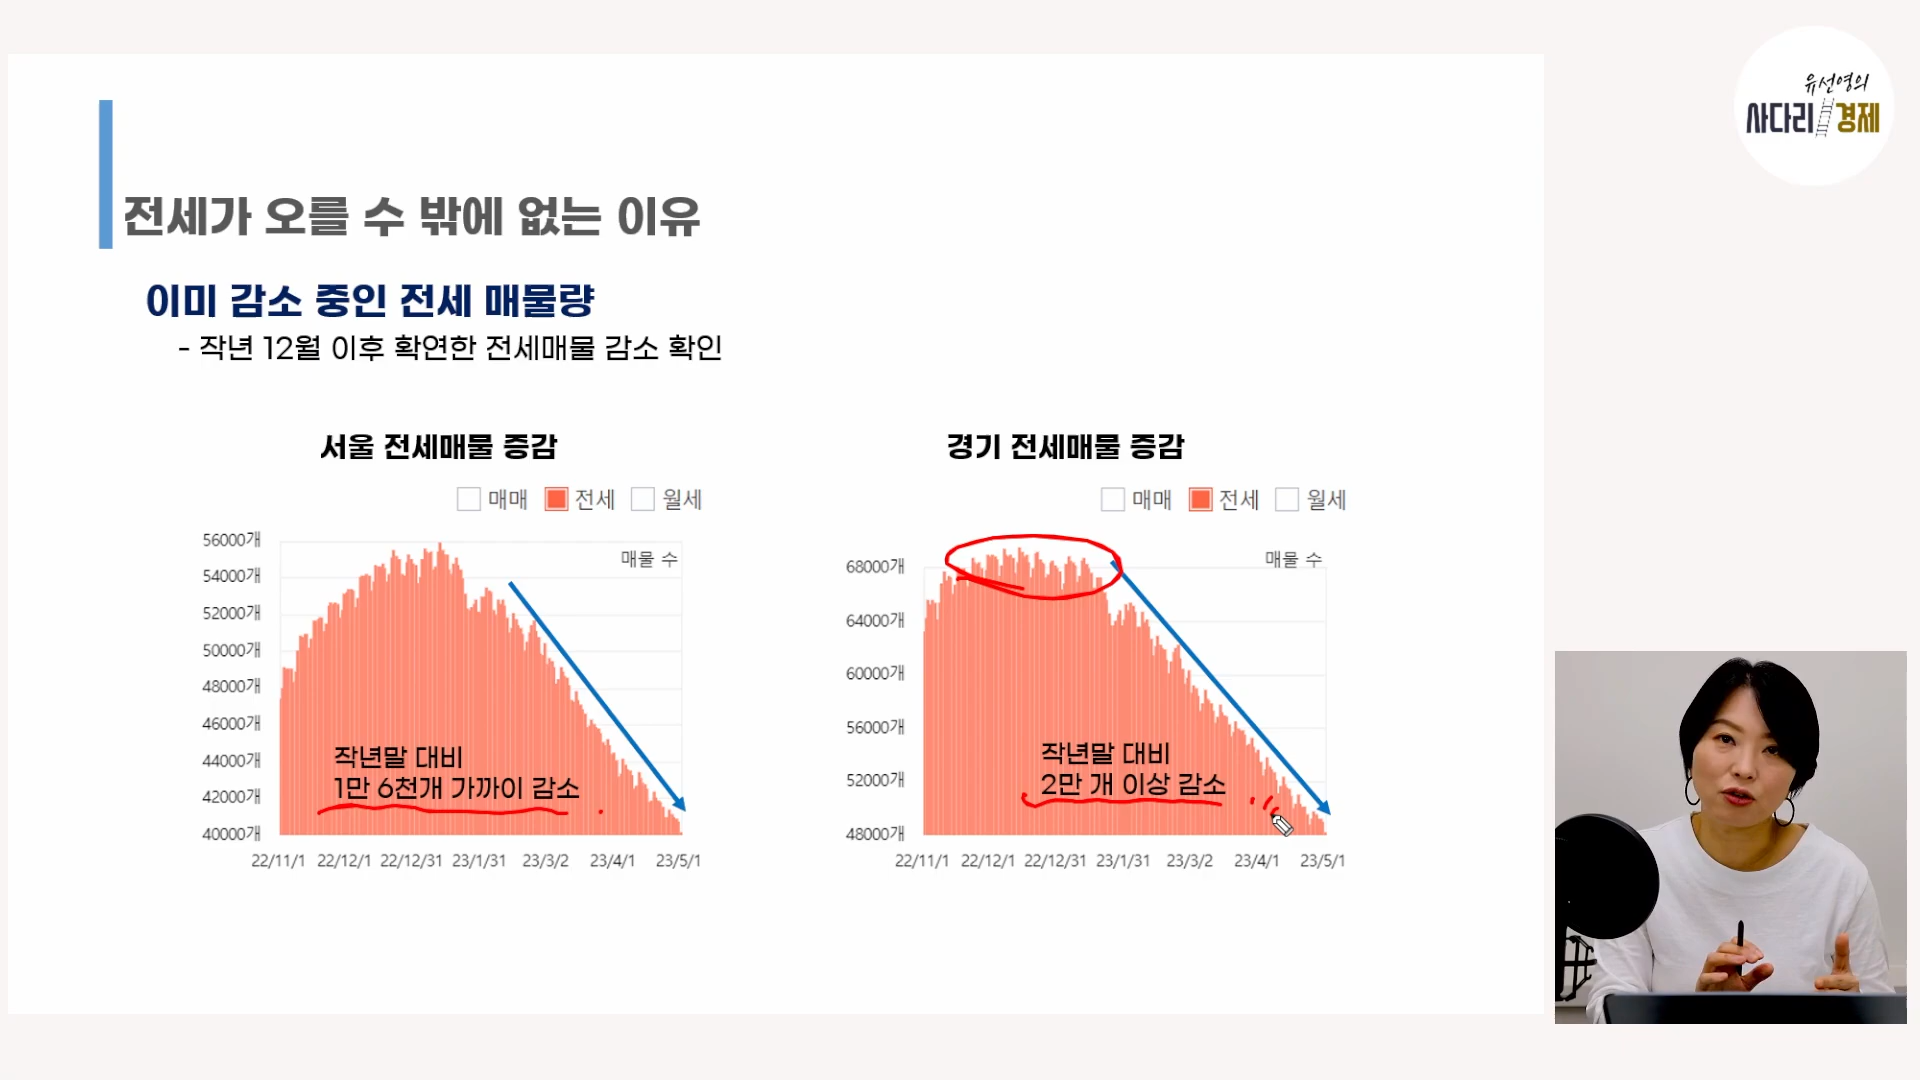 유선영의
사다리 경제
전세가 오를 수 밖에 없는 이유
이미 감소 중인 전세 매물량
- 작년 12월 이후 확연한 전세매물 감소 확인
서울 전세매물 증감
매매 전세 월세
매물 수
56000개
54000개
52000개
50000개
48000개
46000개
44000개
42000개
40000개
작년말 대비
1만 6천개 가까이 감소
22/11/1 22/12/1 22/12/31 23/1/31 23/3/2 23/4/1 23/5/1
경기 전세매물 증감
매매 전세 월세
매물 수
68000개
64000개
60000개
56000개
52000개
48000개
작년말 대비
2만 개 이상 감소
22/11/1 22/12/1 22/12/31 23/1/31 23/3/2 23/4/1 23/5/1